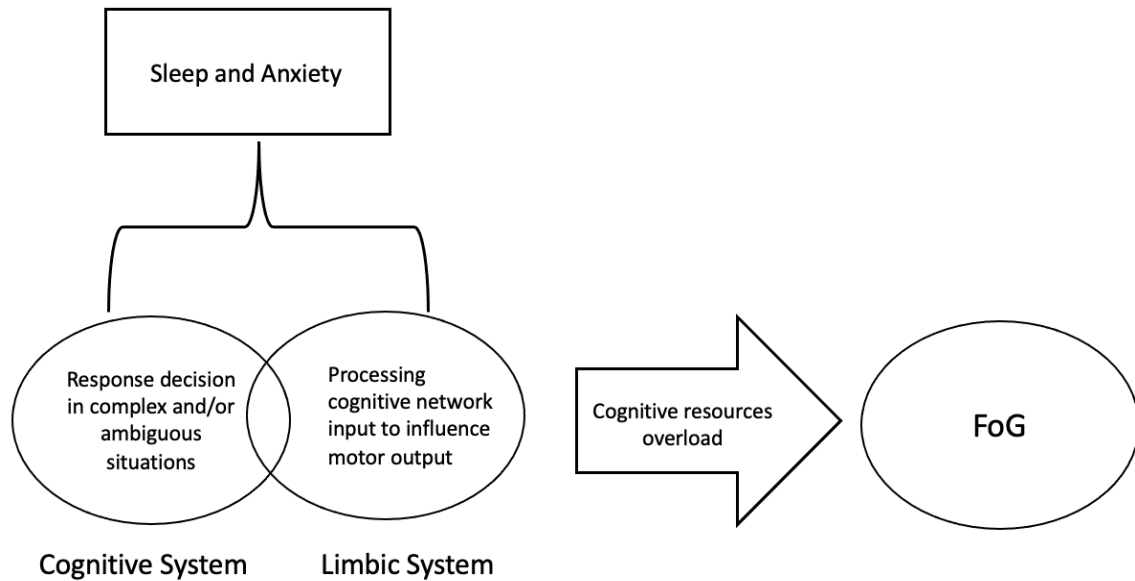 Sleep and Anxiety
Response decision
in complex and/or
ambiguous
situations
Processing
cognitive network
input to influence
motor output
Cognitive resources
overload
FoG
Cognitive System
Limbic System